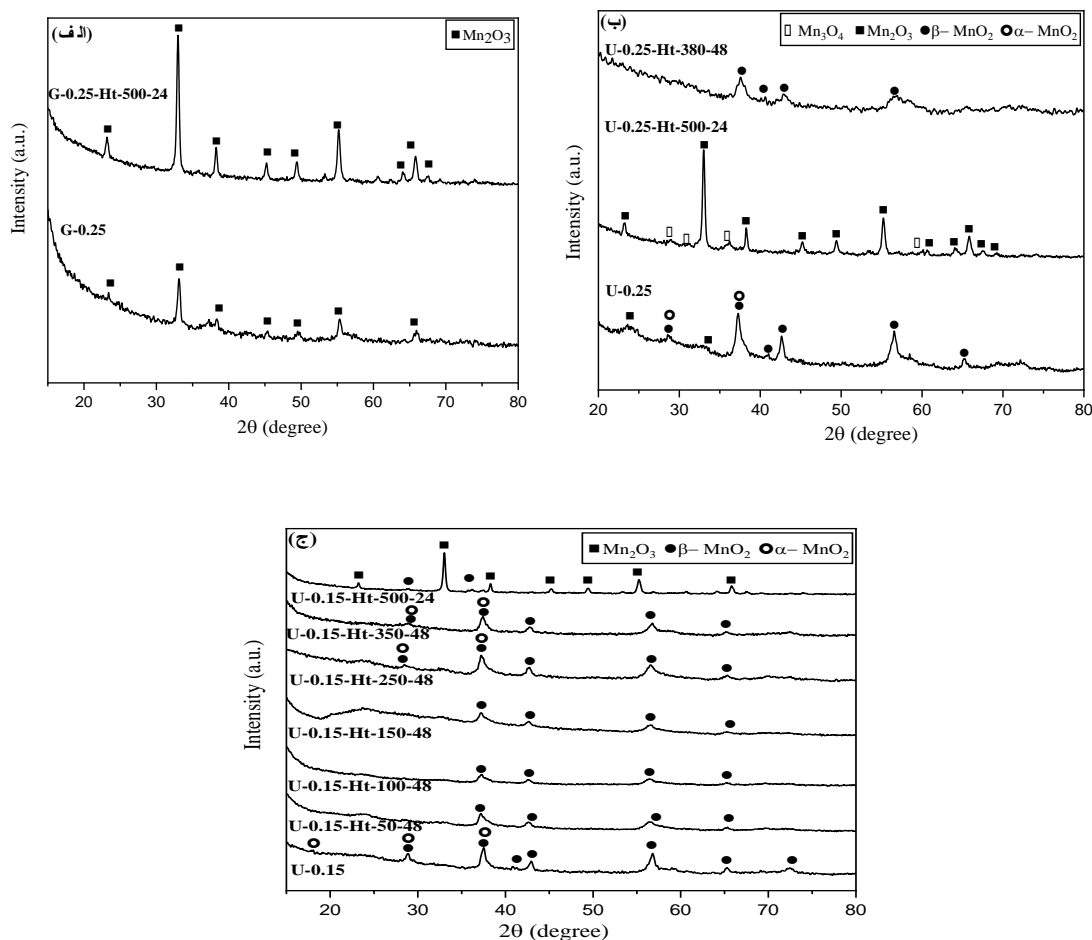 (الف)
■ Mn₂O₃
G-0.25-Ht-500-24
G-0.25
Intensity (a.u.)
20 30 40 50 60 70 80
2θ (degree)
(ب)
▯ Mn₃O₄ ■ Mn₂O₃ ● β− MnO₂ ○ α− MnO₂
U-0.25-Ht-380-48
U-0.25-Ht-500-24
U-0.25
Intensity (a.u.)
20 30 40 50 60 70 80
2θ (degree)
(ج)
■ Mn₂O₃ ● β− MnO₂ ○ α− MnO₂
U-0.15-Ht-500-24
U-0.15-Ht-350-48
U-0.15-Ht-250-48
U-0.15-Ht-150-48
U-0.15-Ht-100-48
U-0.15-Ht-50-48
U-0.15
Intensity (a.u.)
20 30 40 50 60 70 80
2θ (degree)